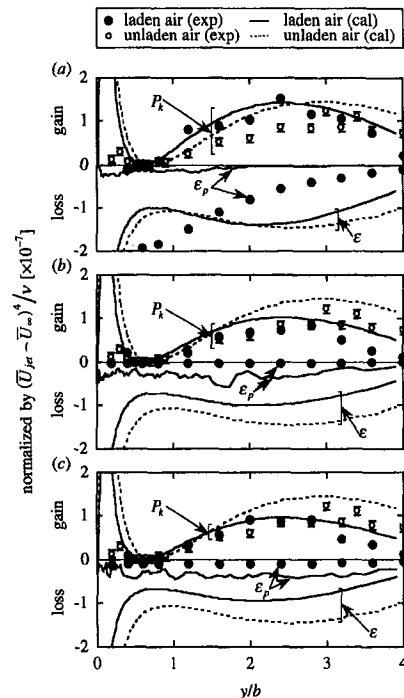 laden air (exp) laden air (cal)
unladen air (exp) unladen air (cal)
(a)
2
gain
1
P_k
0
ε_p
loss
-1
ε
-2
(b)
2
gain
1
P_k
0
ε_p
loss
-1
ε
-2
(c)
2
gain
1
P_k
0
ε_p
loss
-1
ε
-2
0 1 2 3 4
y/b
normalized by (U̅_jet − U̅_∞)^4/ν [×10^-7]